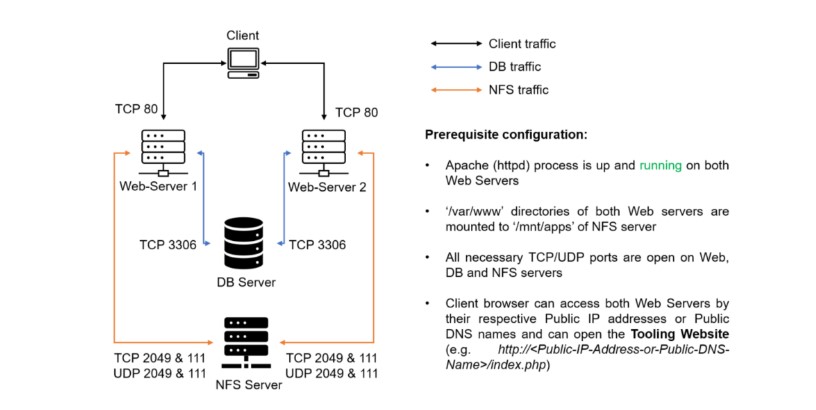 Client
TCP 80
TCP 80
Web-Server 1
Web-Server 2
TCP 3306
TCP 3306
DB Server
TCP 2049 & 111
UDP 2049 & 111
TCP 2049 & 111
UDP 2049 & 111
NFS Server
Client traffic
DB traffic
NFS traffic
Prerequisite configuration:
• Apache (httpd) process is up and running on both
Web Servers
• '/var/www' directories of both Web servers are
mounted to '/mnt/apps' of NFS server
• All necessary TCP/UDP ports are open on Web,
DB and NFS servers
• Client browser can access both Web Servers by
their respective Public IP addresses or Public
DNS names and can open the Tooling Website
(e.g. http://<Public-IP-Address-or-Public-DNS-
Name>/index.php)